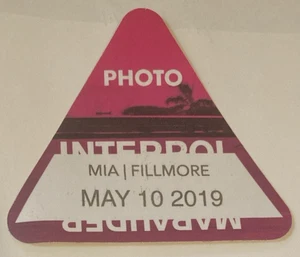 PHOTO
INTERPOL
MIA | FILLMORE
MAY 10 2019
MARAUDER